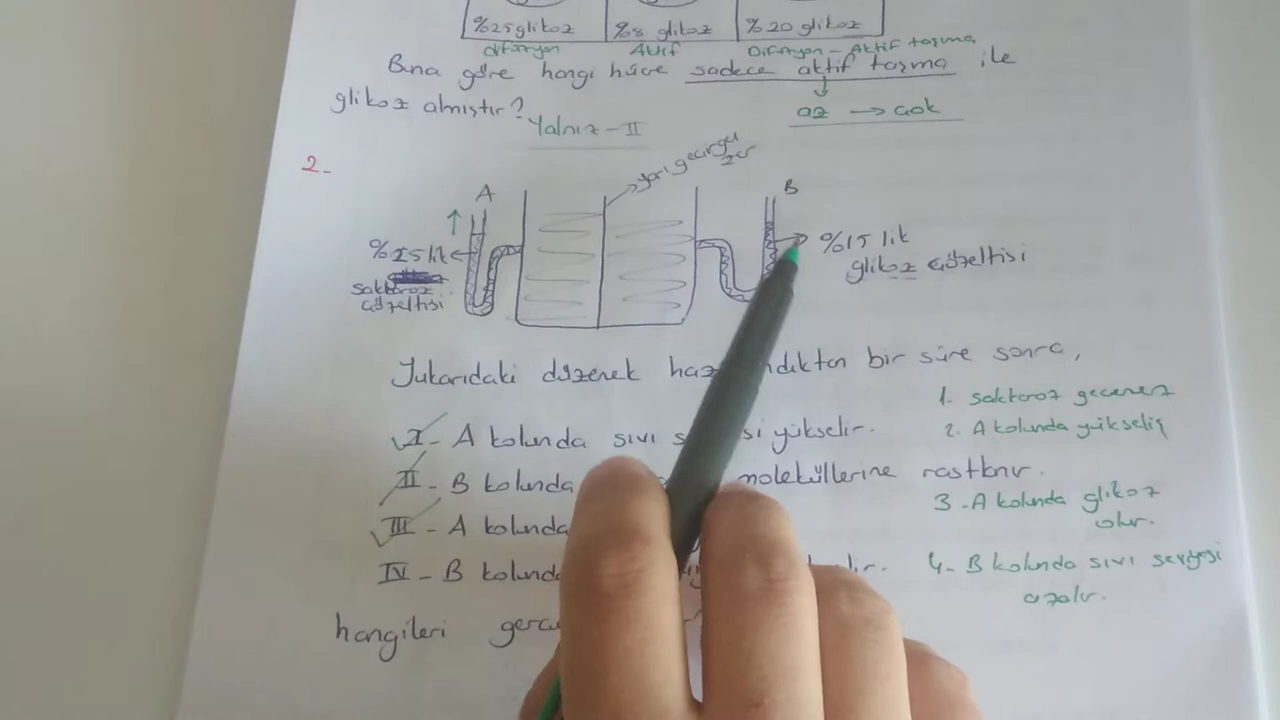 %25 glikoz %8 glikoz %20 glikoz
difüzyon Aktif Difüzyon - Aktif taşıma
Buna göre hangi hücre sadece aktif taşıma ile
glikoz almıştır?
az → çok
Yalnız-II
2-
yarı geçirgen zar
A B
%25 lik
sakkaroz
çözeltisi
%15 lik
glikoz çözeltisi
Yukarıdaki düzenek
bir süre sonra,
I- A kolunda sıvı
si yükselir.
II- B kolunda
moleküllerine rastlanır.
III- A kolunda
IV- B kolunda
hangileri
1. sakkaroz geçemez
2. A kolunda yükseliş
3 -A kolunda glikoz
olur.
4- B kolunda sıvı seviyesi
azalır.